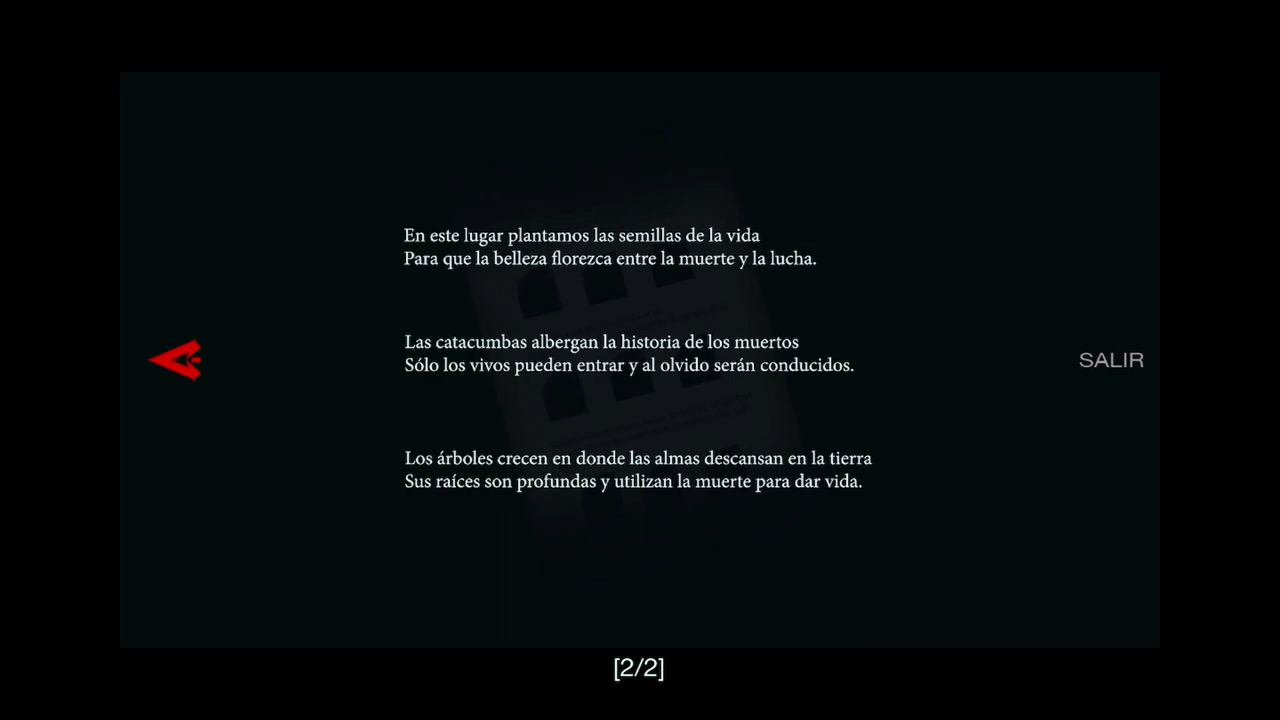 En este lugar plantamos las semillas de la vida
Para que la belleza florezca entre la muerte y la lucha.
Las catacumbas albergan la historia de los muertos
Sólo los vivos pueden entrar y al olvido serán conducidos.
SALIR
Los árboles crecen en donde las almas descansan en la tierra
Sus raíces son profundas y utilizan la muerte para dar vida.
[2/2]